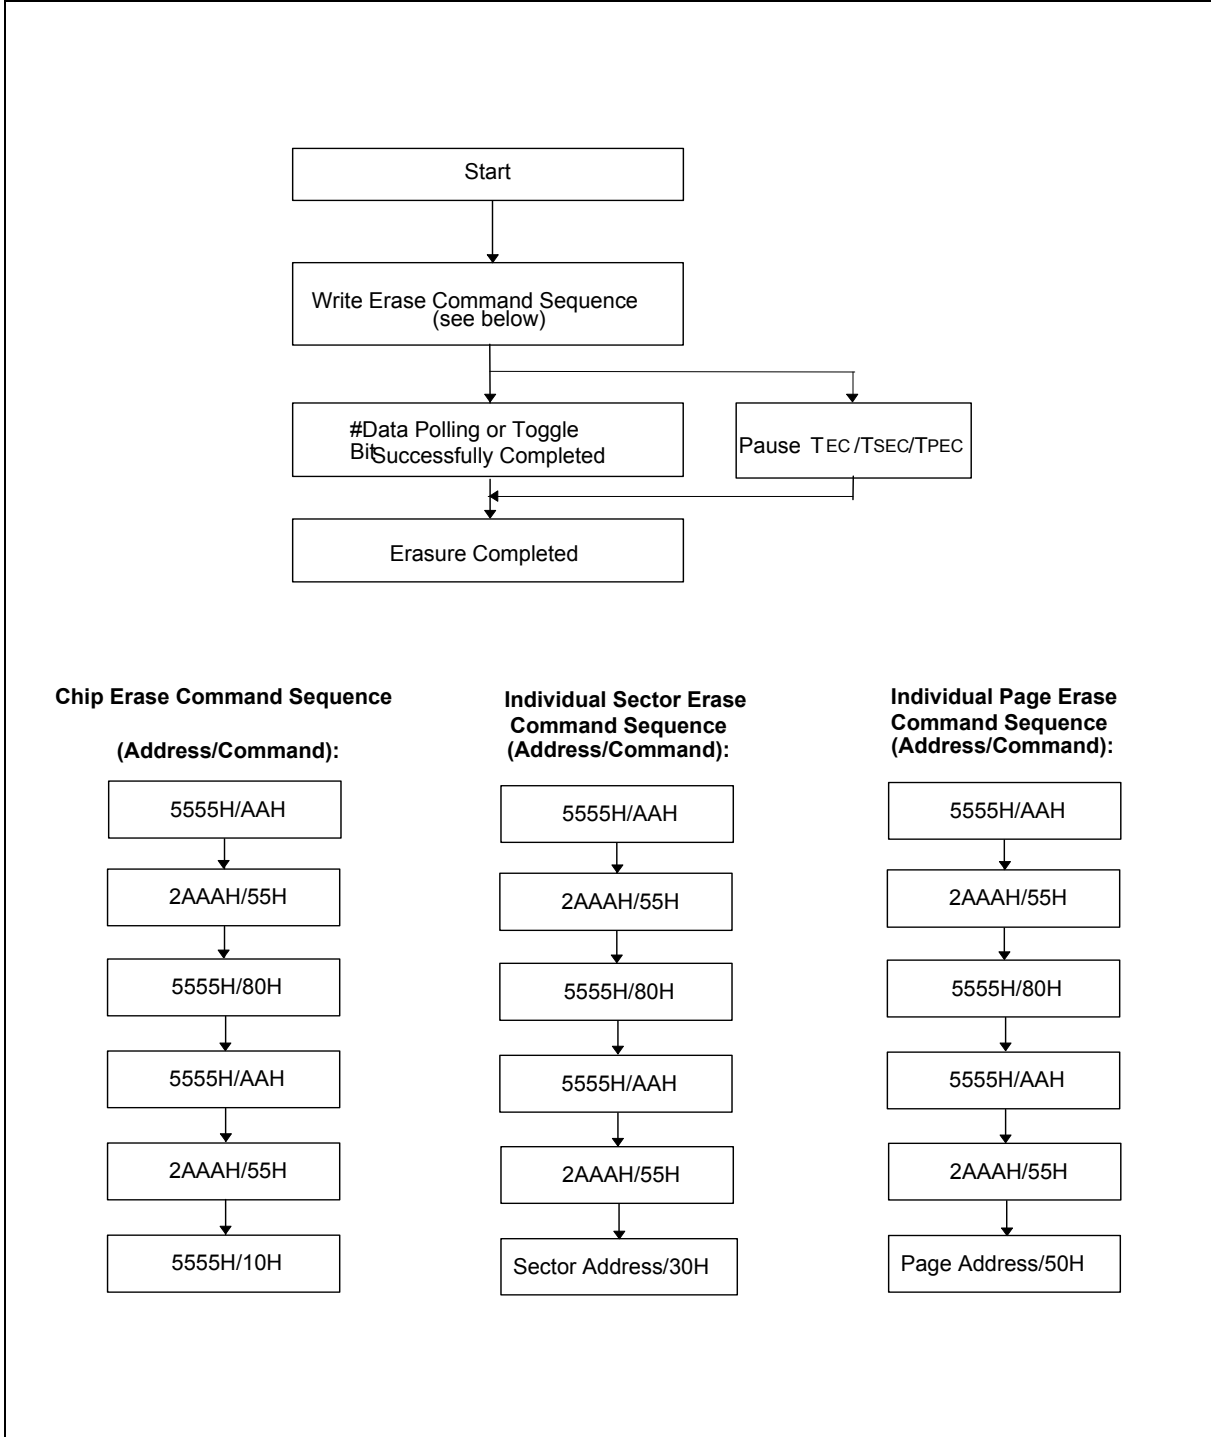 Start
Write Erase Command Sequence
(see below)
#Data Polling or Toggle
Bit
Successfully Completed
Pause TEC/TSEC/TPEC
Erasure Completed
Chip Erase Command Sequence
(Address/Command):
5555H/AAH
2AAAH/55H
5555H/80H
5555H/AAH
2AAAH/55H
5555H/10H
Individual Sector Erase
Command Sequence
(Address/Command):
5555H/AAH
2AAAH/55H
5555H/80H
5555H/AAH
2AAAH/55H
Sector Address/30H
Individual Page Erase
Command Sequence
(Address/Command):
5555H/AAH
2AAAH/55H
5555H/80H
5555H/AAH
2AAAH/55H
Page Address/50H